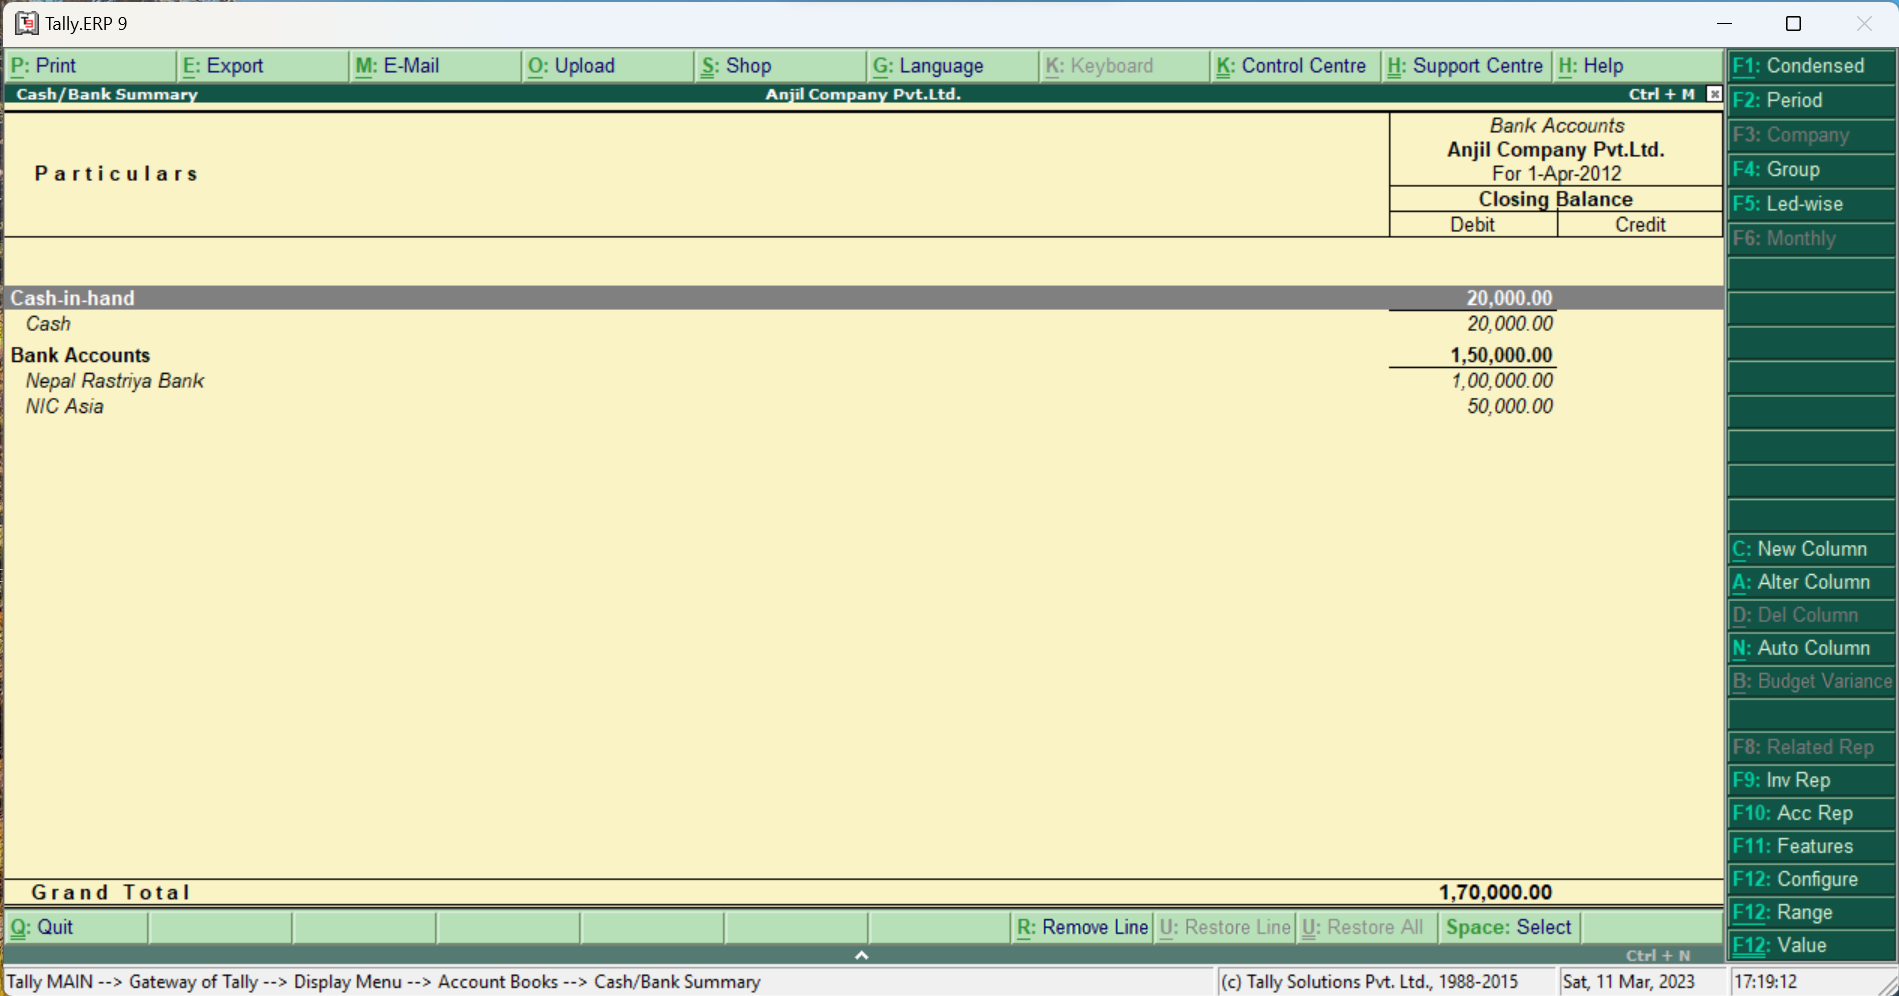 Tally.ERP 9
P: Print E: Export M: E-Mail O: Upload S: Shop G: Language K: Keyboard K: Control Centre H: Support Centre H: Help
Cash/Bank Summary Anjil Company Pvt.Ltd. Ctrl + M
Particulars
Bank Accounts
Anjil Company Pvt.Ltd.
For 1-Apr-2012
Closing Balance
Debit Credit
Cash-in-hand 20,000.00
Cash 20,000.00
Bank Accounts 1,50,000.00
Nepal Rastriya Bank 1,00,000.00
NIC Asia 50,000.00
Grand Total 1,70,000.00
F1: Condensed
F2: Period
F3: Company
F4: Group
F5: Led-wise
F6: Monthly
C: New Column
A: Alter Column
D: Del Column
N: Auto Column
B: Budget Variance
F8: Related Rep
F9: Inv Rep
F10: Acc Rep
F11: Features
F12: Configure
F12: Range
F12: Value
Q: Quit R: Remove Line U: Restore Line U: Restore All Space: Select
Ctrl + N
Tally MAIN --> Gateway of Tally --> Display Menu --> Account Books --> Cash/Bank Summary (c) Tally Solutions Pvt. Ltd., 1988-2015 Sat, 11 Mar, 2023 17:19:12